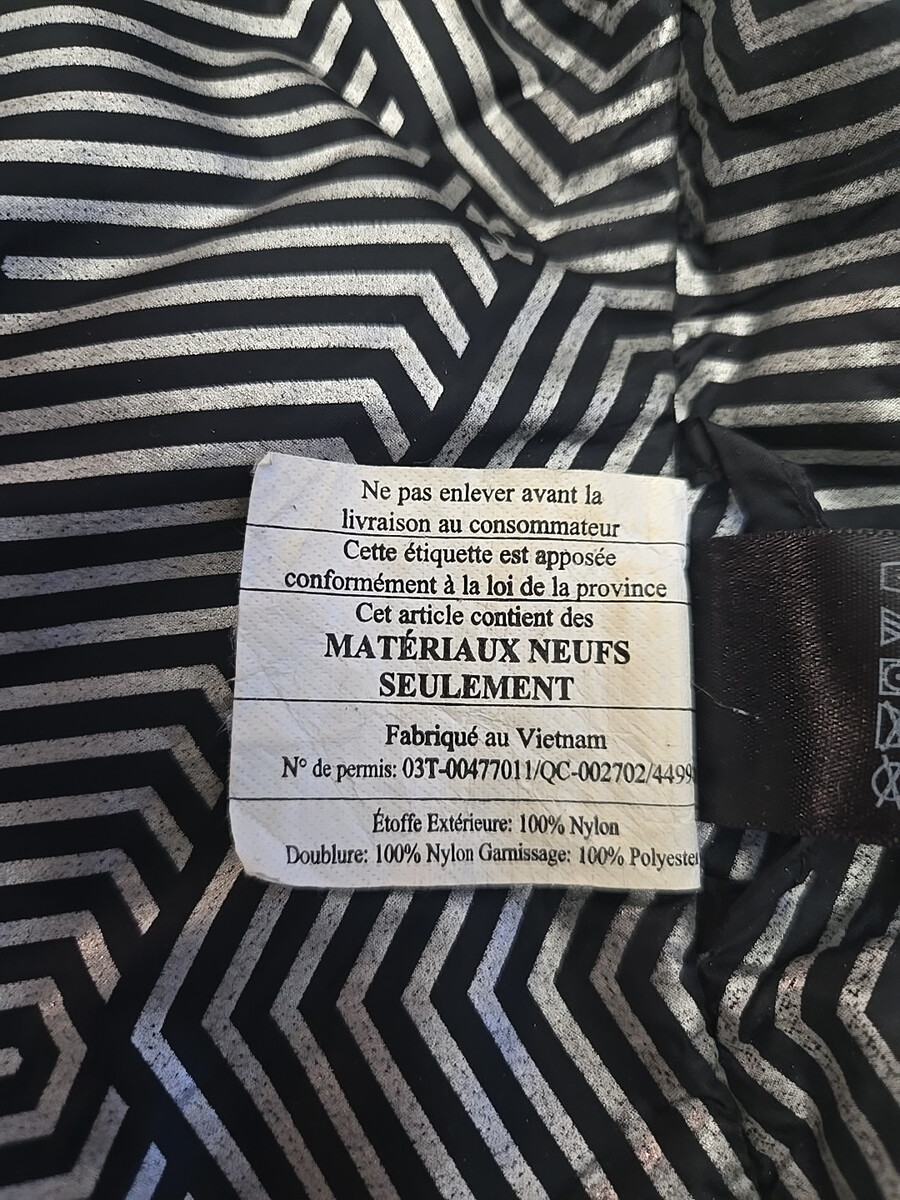 Ne pas enlever avant la
livraison au consommateur
Cette étiquette est apposée
conformément à la loi de la province
Cet article contient des
MATÉRIAUX NEUFS
SEULEMENT
Fabriqué au Vietnam
N° de permis: 03T-00477011/QC-002702/4499
Étoffe Extérieure: 100% Nylon
Doublure: 100% Nylon Garnissage: 100% Polyester